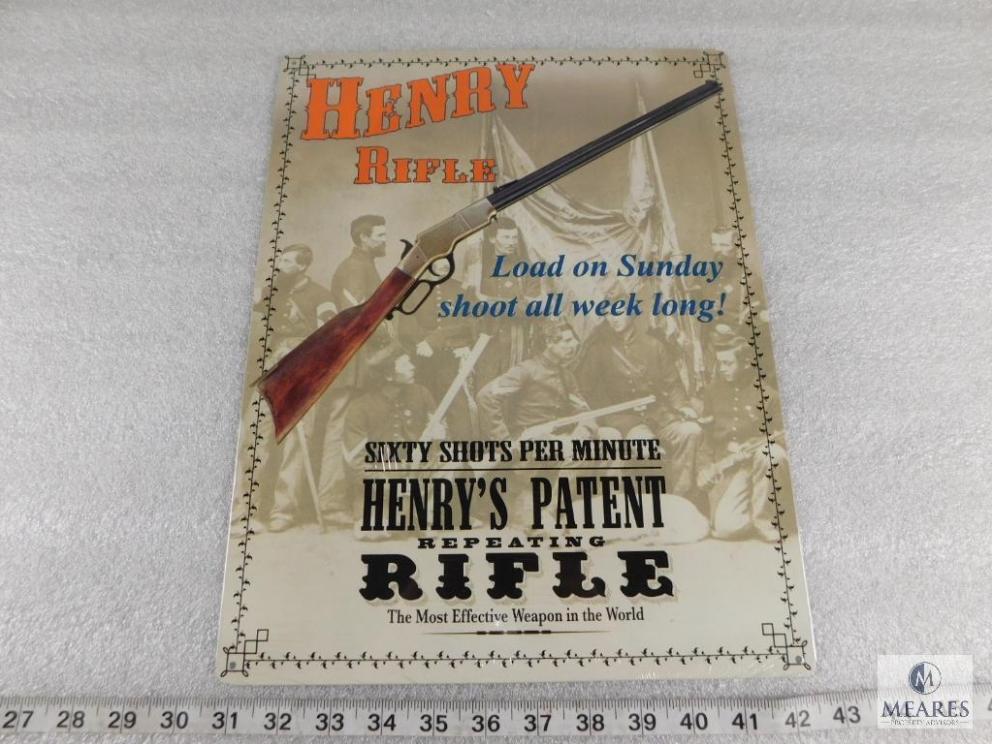 HENRY
RIFLE
Load on Sunday
shoot all week long!
SIXTY SHOTS PER MINUTE
HENRY'S PATENT
REPEATING
RIFLE
The Most Effective Weapon in the World
27 28 29 30 31 32 33 34 35 36 37 38 39 40 41 42 43
M
MEARES
PROPERTY ADVISORS